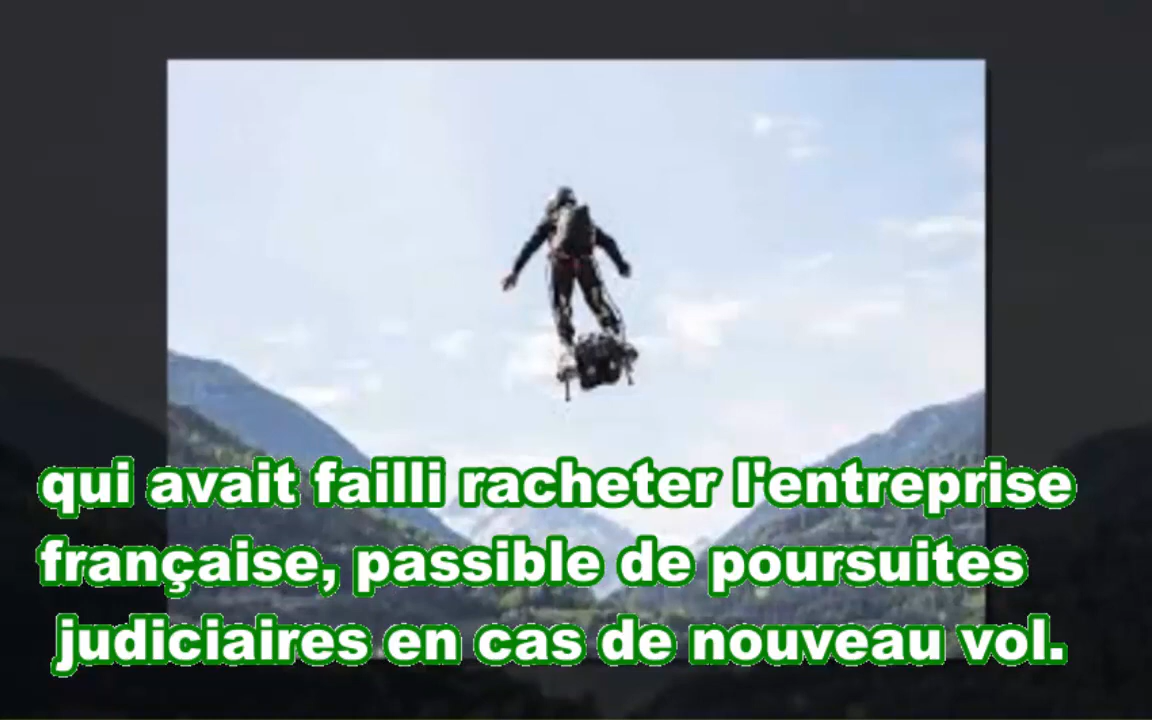 qui avait failli racheter l'entreprise
française, passible de poursuites
judiciaires en cas de nouveau vol.